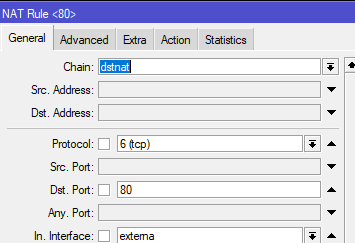 NAT Rule <80>
General Advanced Extra Action Statistics
Chain: dstnat
Src. Address:
Dst. Address:
Protocol: 6 (tcp)
Src. Port:
Dst. Port: 80
Any. Port:
In. Interface: externa